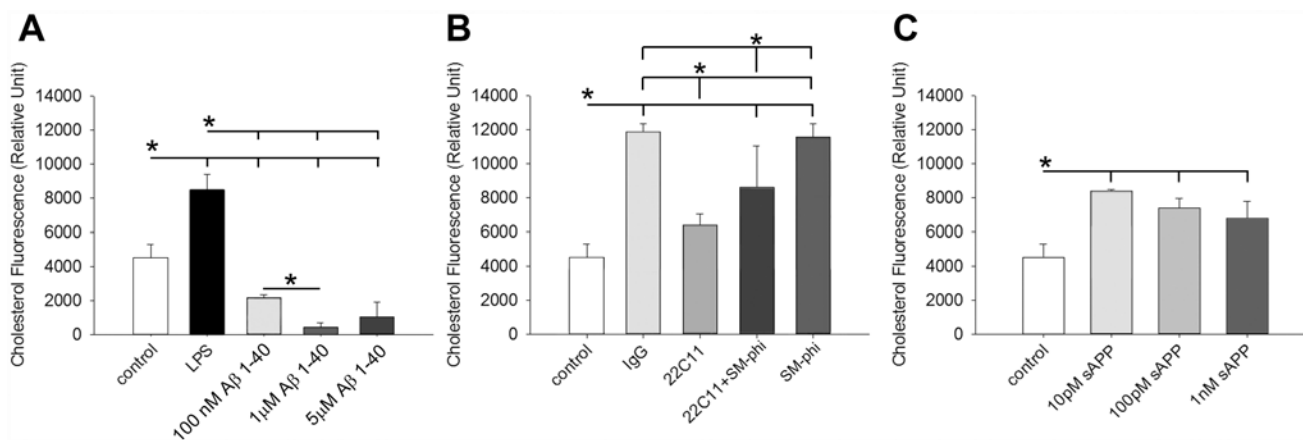 A
Cholesterol Fluorescence (Relative Unit)
14000
12000
10000
8000
6000
4000
2000
0
*
*
*
control
LPS
100 nM Aβ 1-40
1μM Aβ 1-40
5μM Aβ 1-40
B
Cholesterol Fluorescence (Relative Unit)
14000
12000
10000
8000
6000
4000
2000
0
*
*
*
control
IgG
22C11
22C11+SM-phi
SM-phi
C
Cholesterol Fluorescence (Relative Unit)
14000
12000
10000
8000
6000
4000
2000
0
*
control
10pM sAPP
100pM sAPP
1nM sAPP